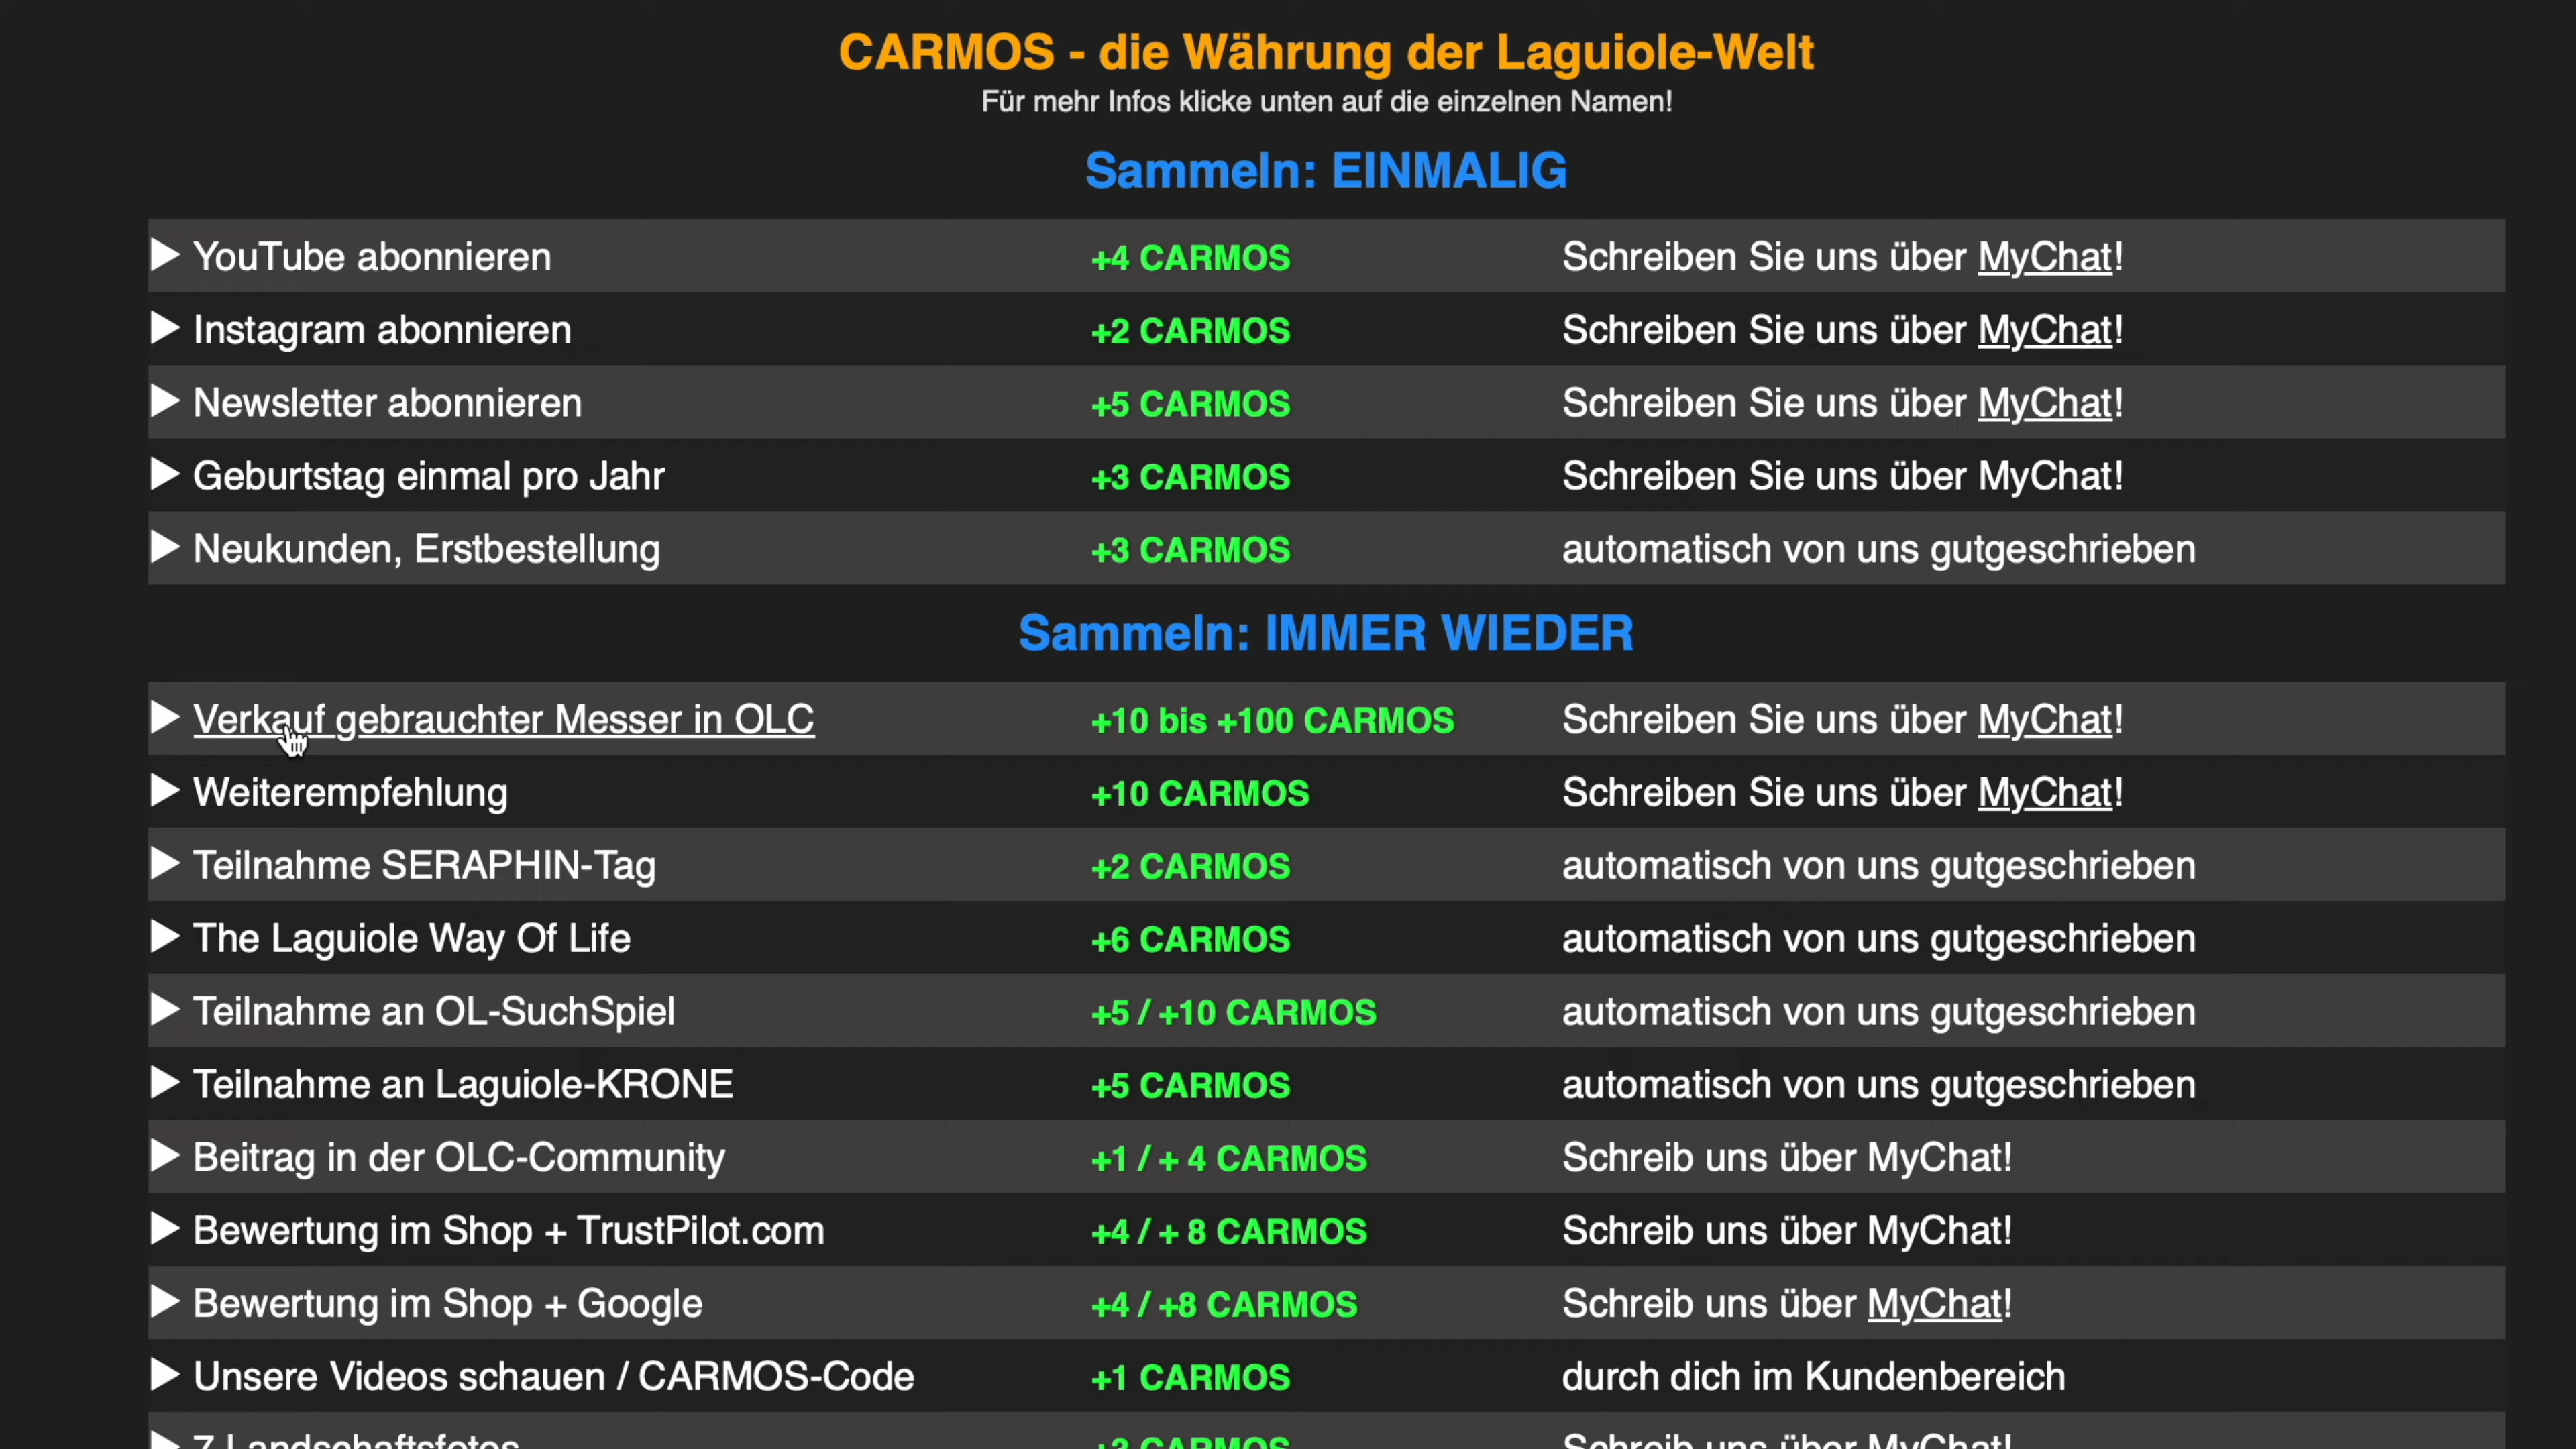 CARMOS - die Währung der Laguiole-Welt
Für mehr Infos klicke unten auf die einzelnen Namen!
Sammeln: EINMALIG
YouTube abonnieren +4 CARMOS Schreiben Sie uns über MyChat!
Instagram abonnieren +2 CARMOS Schreiben Sie uns über MyChat!
Newsletter abonnieren +5 CARMOS Schreiben Sie uns über MyChat!
Geburtstag einmal pro Jahr +3 CARMOS Schreiben Sie uns über MyChat!
Neukunden, Erstbestellung +3 CARMOS automatisch von uns gutgeschrieben
Sammeln: IMMER WIEDER
Verkauf gebrauchter Messer in OLC +10 bis +100 CARMOS Schreiben Sie uns über MyChat!
Weiterempfehlung +10 CARMOS Schreiben Sie uns über MyChat!
Teilnahme SERAPHIN-Tag +2 CARMOS automatisch von uns gutgeschrieben
The Laguiole Way Of Life +6 CARMOS automatisch von uns gutgeschrieben
Teilnahme an OL-SuchSpiel +5 / +10 CARMOS automatisch von uns gutgeschrieben
Teilnahme an Laguiole-KRONE +5 CARMOS automatisch von uns gutgeschrieben
Beitrag in der OLC-Community +1 / + 4 CARMOS Schreib uns über MyChat!
Bewertung im Shop + TrustPilot.com +4 / + 8 CARMOS Schreib uns über MyChat!
Bewertung im Shop + Google +4 / +8 CARMOS Schreib uns über MyChat!
Unsere Videos schauen / CARMOS-Code +1 CARMOS durch dich im Kundenbereich
7 Landschaftsfotos CARMOS Schreib uns über MyChat!